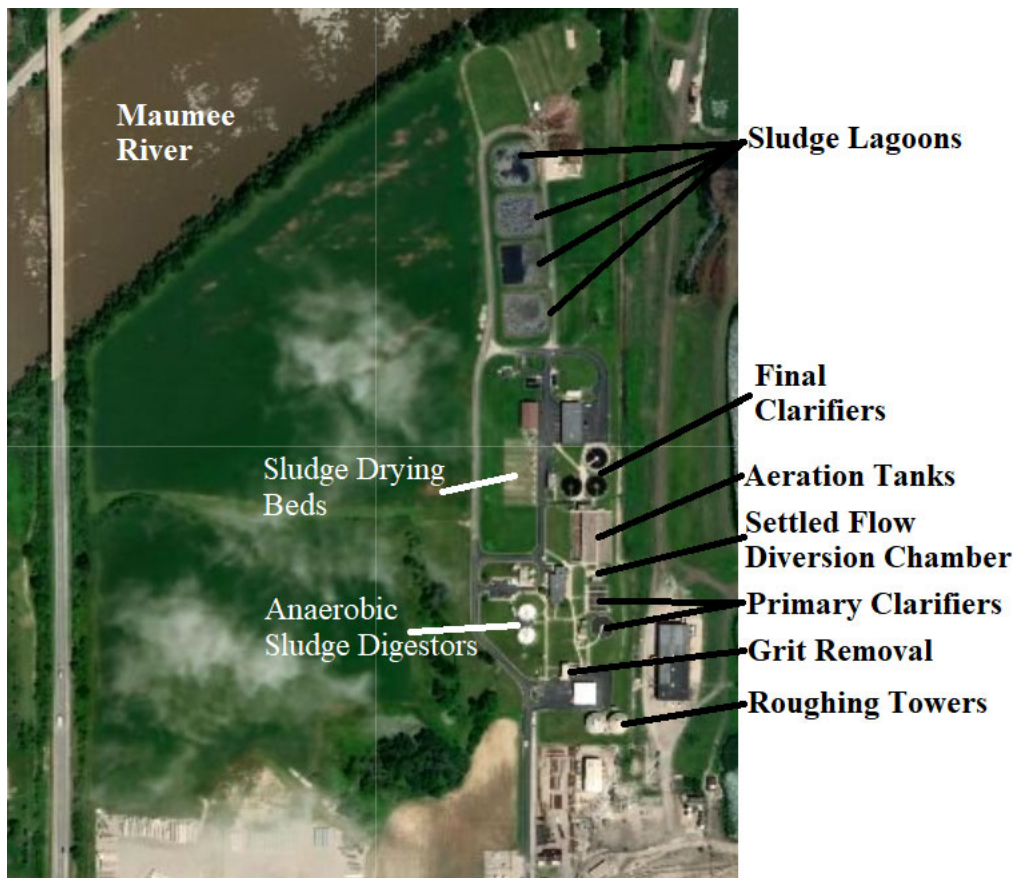 Maumee
River
Sludge Lagoons
Final
Clarifiers
Sludge Drying
Beds
Aeration Tanks
Settled Flow
Diversion Chamber
Anaerobic
Sludge Digestors
Primary Clarifiers
Grit Removal
Roughing Towers